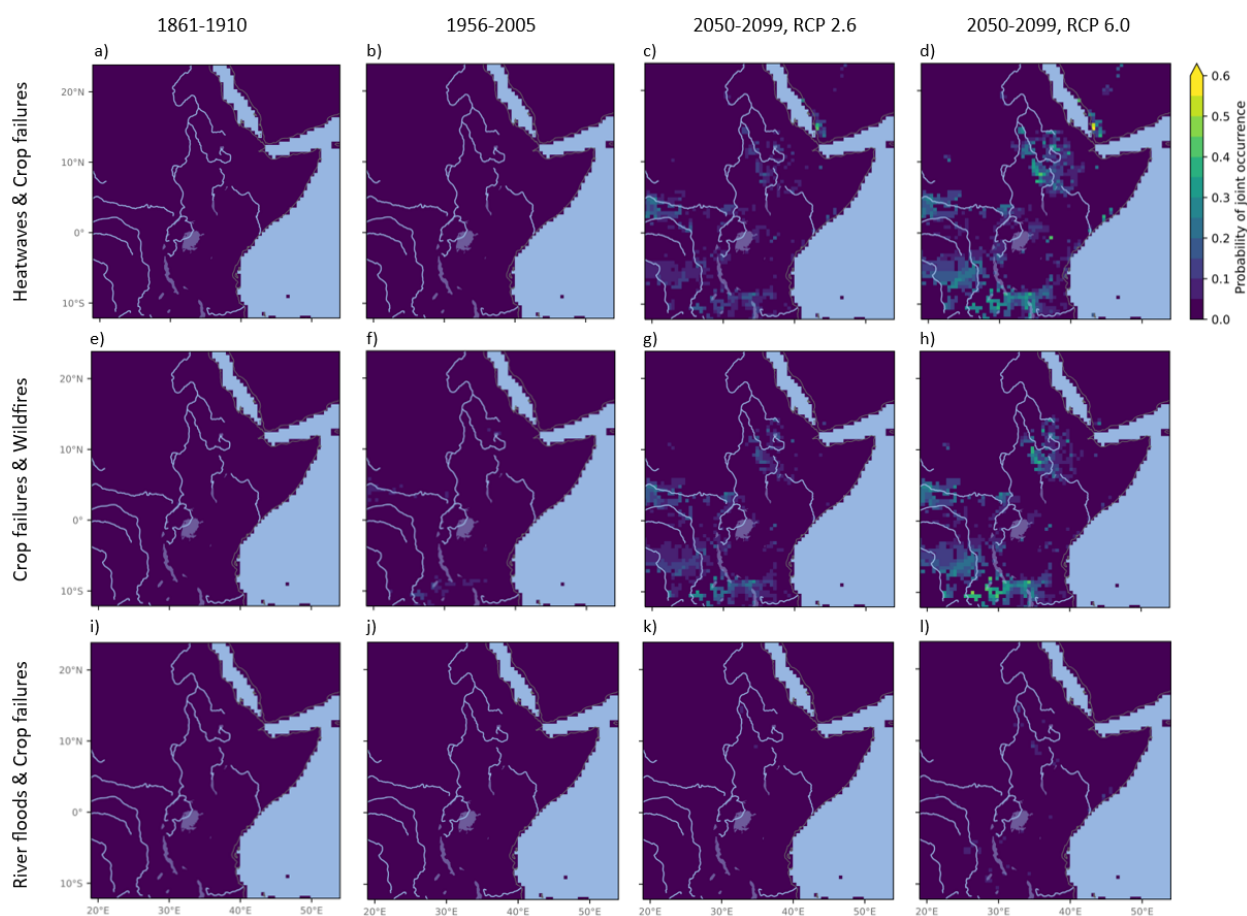 1861-1910
1956-2005
2050-2099, RCP 2.6
2050-2099, RCP 6.0
a)
b)
c)
d)
Heatwaves & Crop failures
20°N
10°N
0°
10°S
0.6
0.5
0.4
0.3
0.2
0.1
0.0
Probability of joint occurrence
e)
f)
g)
h)
Crop failures & Wildfires
20°N
10°N
0°
10°S
i)
j)
k)
l)
River floods & Crop failures
20°N
10°N
0°
10°S
20°E 30°E 40°E 50°E
20°E 30°E 40°E 50°E
20°E 30°E 40°E 50°E
20°E 30°E 40°E 50°E